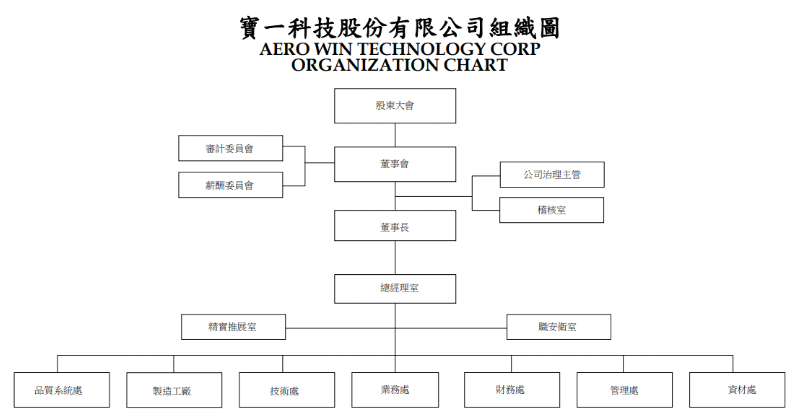 寶一科技股份有限公司組織圖
AERO WIN TECHNOLOGY CORP
ORGANIZATION CHART
股東大會
審計委員會
董事會
薪酬委員會
公司治理主管
稽核室
董事長
總經理室
精實推展室
職安衛室
品質系統處
製造工廠
技術處
業務處
財務處
管理處
資材處